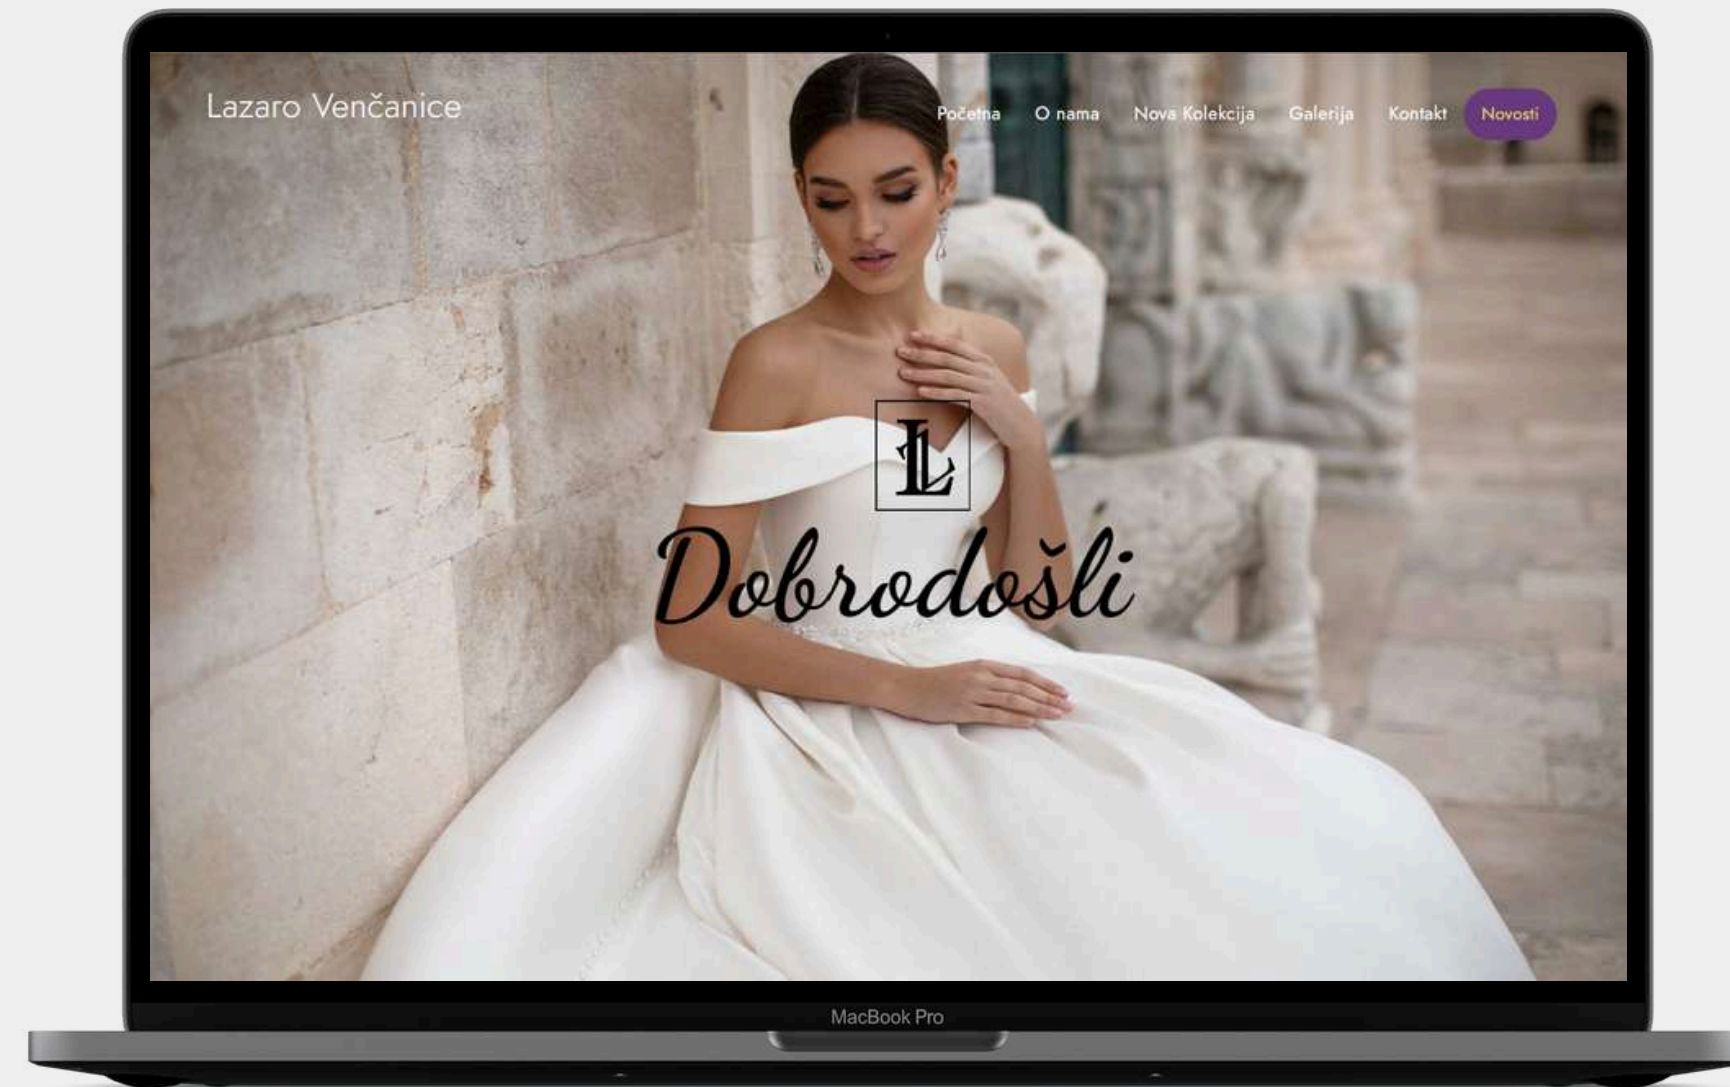 Lazaro Venčanice
Početna O nama Nova Kolekcija Galerija Kontakt Novosti
Dobrodošli
MacBook Pro